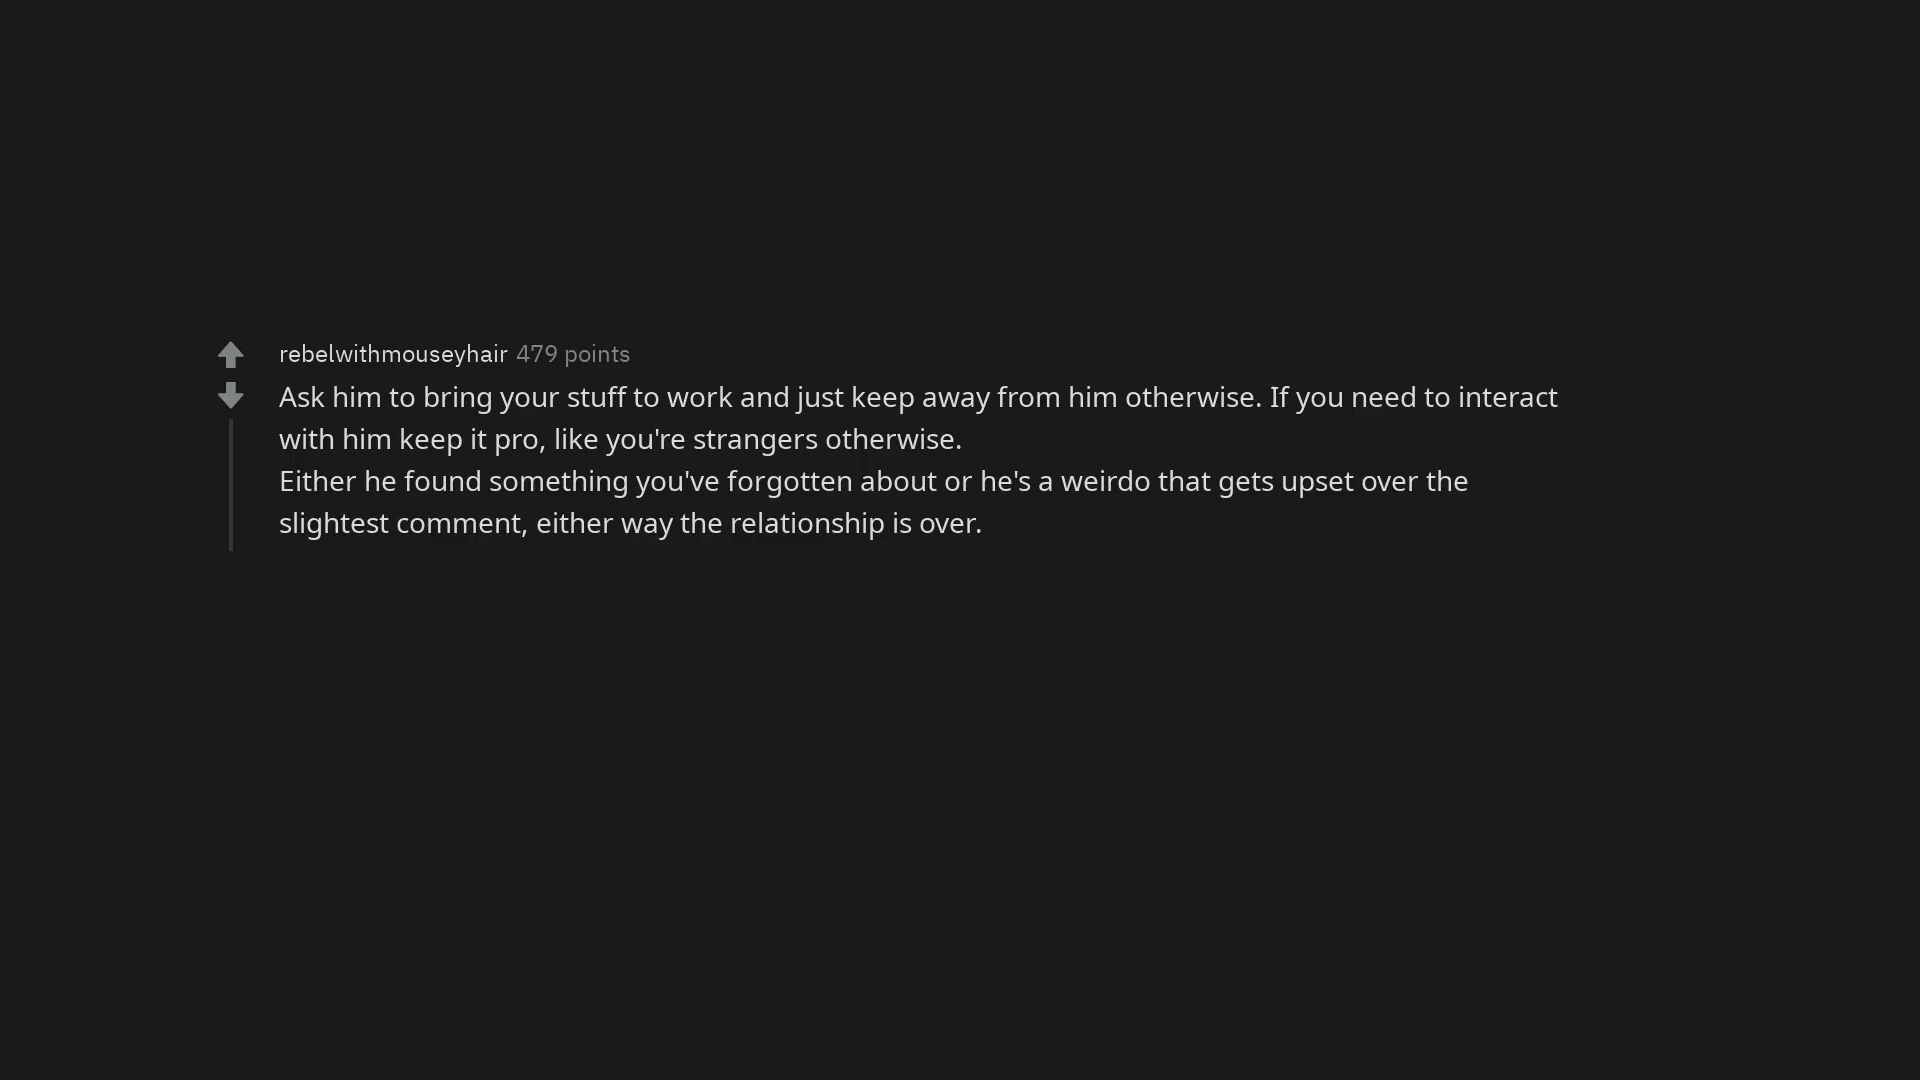 rebelwithmouseyhair 479 points
Ask him to bring your stuff to work and just keep away from him otherwise. If you need to interact
with him keep it pro, like you're strangers otherwise.
Either he found something you've forgotten about or he's a weirdo that gets upset over the
slightest comment, either way the relationship is over.